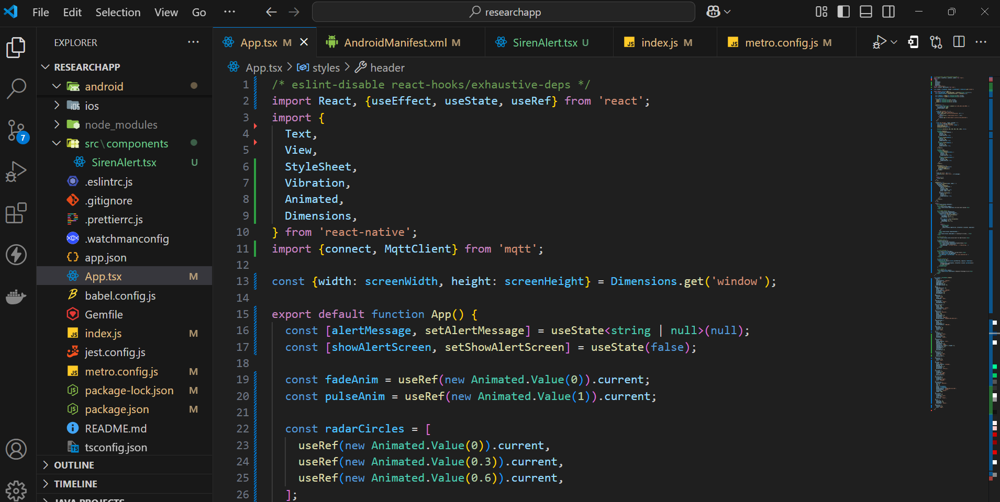 File Edit Selection View Go ··· researchapp
EXPLORER ···
RESEARCHAPP
android
ios
node_modules
src\components
SirenAlert.tsx U
.eslintrc.js
.gitignore
.prettierrc.js
.watchmanconfig
app.json
App.tsx M
babel.config.js
Gemfile
index.js M
jest.config.js
metro.config.js M
package-lock.json M
package.json M
README.md
tsconfig.json
OUTLINE
TIMELINE
JAVA PROJECTS
7
App.tsx M AndroidManifest.xml M SirenAlert.tsx U index.js M metro.config.js M
App.tsx > styles > header
1 /* eslint-disable react-hooks/exhaustive-deps */
2 import React, {useEffect, useState, useRef} from 'react';
3 import {
4 Text,
5 View,
6 StyleSheet,
7 Vibration,
8 Animated,
9 Dimensions,
10 } from 'react-native';
11 import {connect, MqttClient} from 'mqtt';
12
13 const {width: screenWidth, height: screenHeight} = Dimensions.get('window');
14
15 export default function App() {
16 const [alertMessage, setAlertMessage] = useState<string | null>(null);
17 const [showAlertScreen, setShowAlertScreen] = useState(false);
18
19 const fadeAnim = useRef(new Animated.Value(0)).current;
20 const pulseAnim = useRef(new Animated.Value(1)).current;
21
22 const radarCircles = [
23 useRef(new Animated.Value(0)).current,
24 useRef(new Animated.Value(0.3)).current,
25 useRef(new Animated.Value(0.6)).current,
26 ];